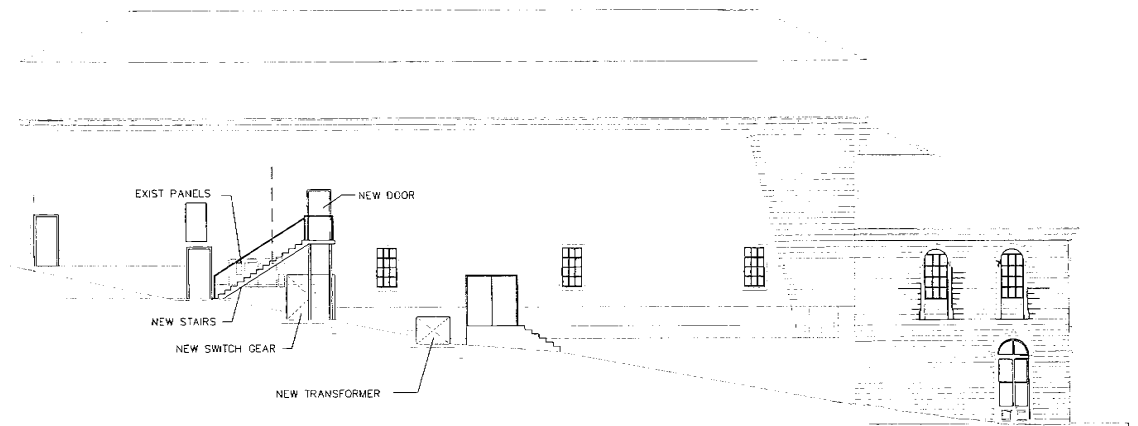 EXIST PANELS
NEW DOOR
NEW STAIRS
NEW SWITCH GEAR
NEW TRANSFORMER